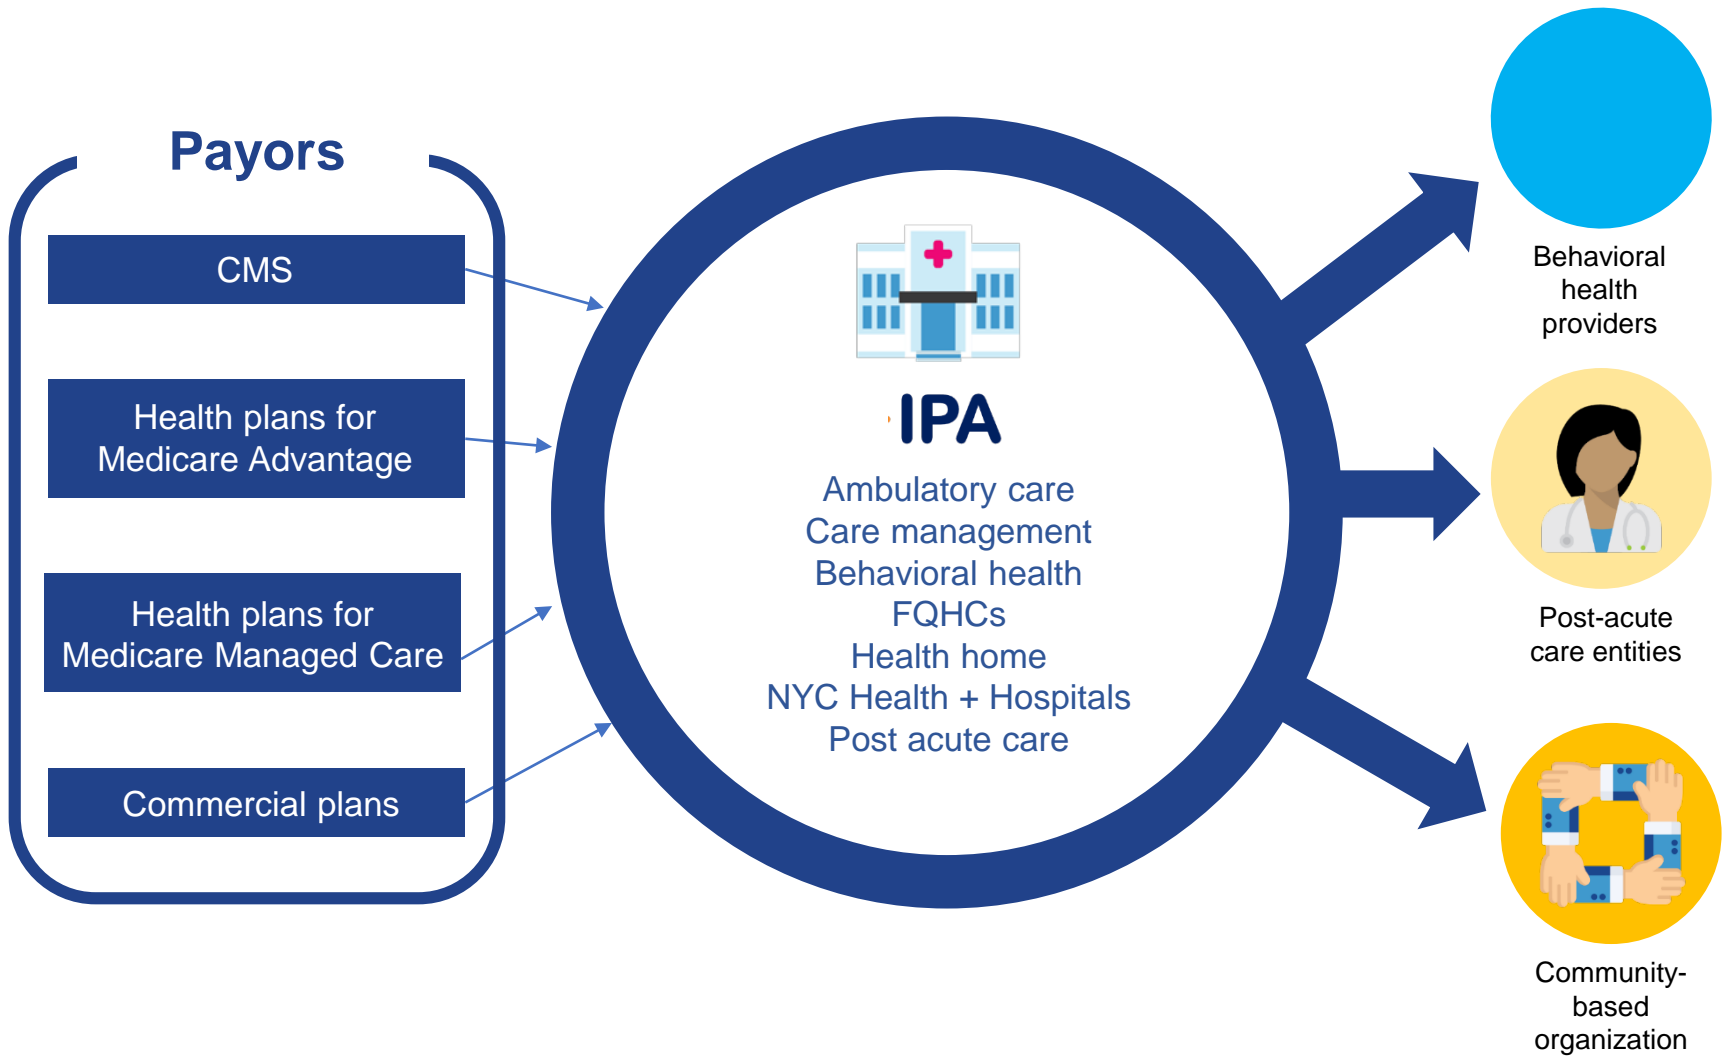 Payors
CMS
Health plans for
Medicare Advantage
Health plans for
Medicare Managed Care
Commercial plans
IPA
Ambulatory care
Care management
Behavioral health
FQHCs
Health home
NYC Health + Hospitals
Post acute care
Behavioral
health
providers
Post-acute
care entities
Community-
based
organization